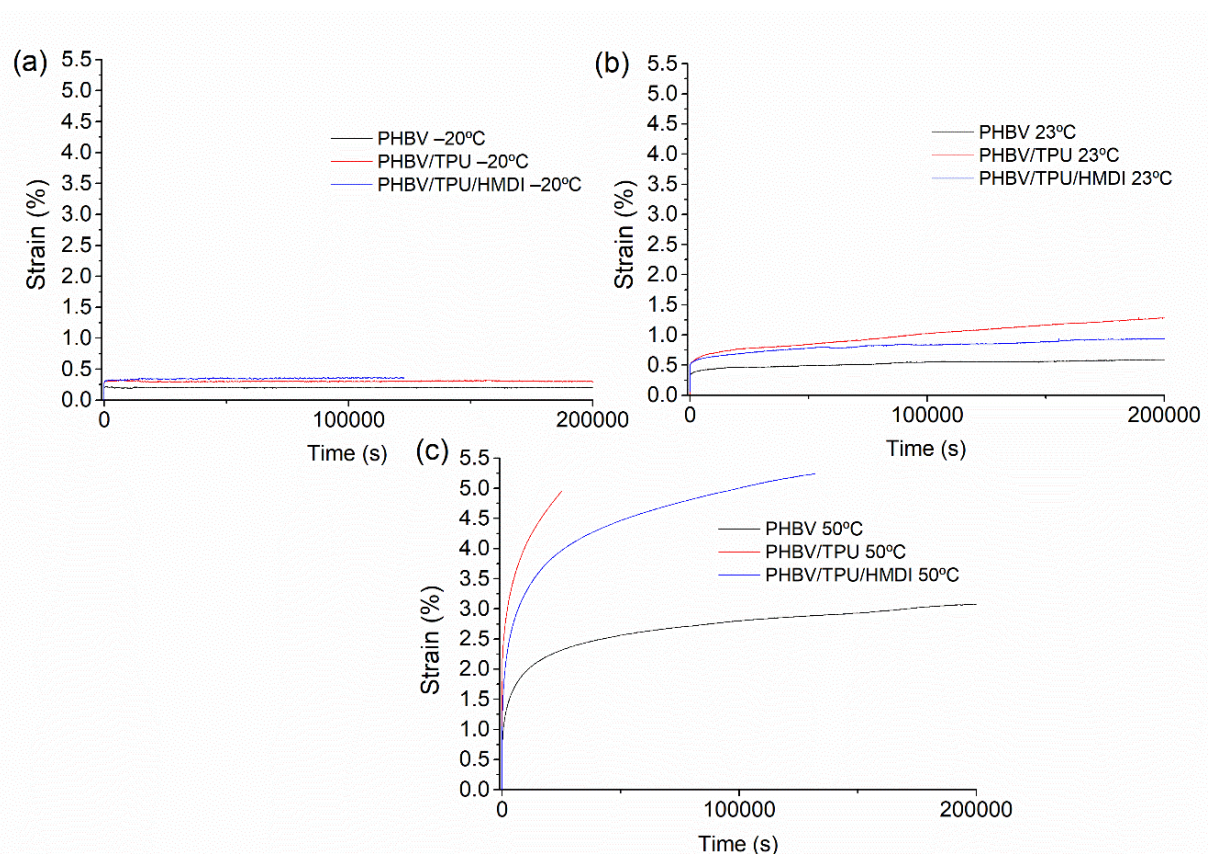 (a)
5.5
5.0
4.5
4.0
3.5
3.0
2.5
2.0
1.5
1.0
0.5
0.0
Strain (%)
PHBV –20ºC
PHBV/TPU –20ºC
PHBV/TPU/HMDI –20ºC
0
100000
200000
Time (s)
(b)
5.5
5.0
4.5
4.0
3.5
3.0
2.5
2.0
1.5
1.0
0.5
0.0
Strain (%)
PHBV 23ºC
PHBV/TPU 23ºC
PHBV/TPU/HMDI 23ºC
0
100000
200000
Time (s)
(c)
5.5
5.0
4.5
4.0
3.5
3.0
2.5
2.0
1.5
1.0
0.5
0.0
Strain (%)
PHBV 50ºC
PHBV/TPU 50ºC
PHBV/TPU/HMDI 50ºC
0
100000
200000
Time (s)